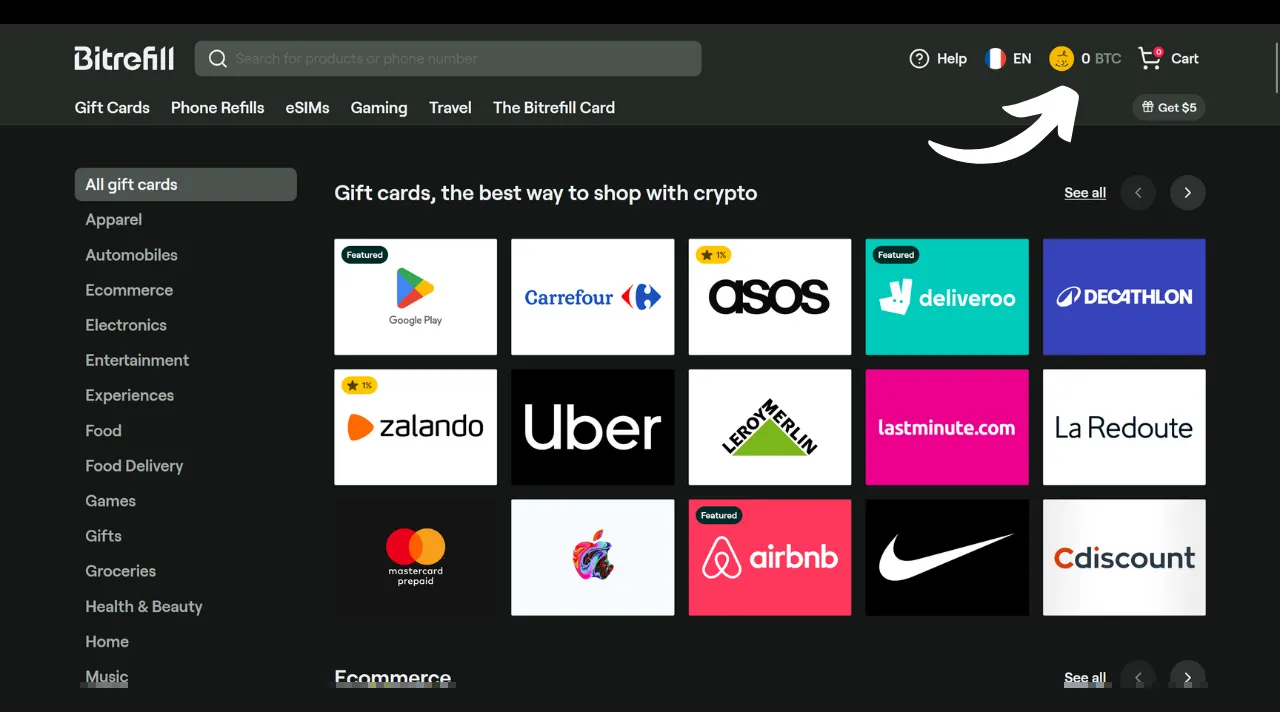 Bitrefill
Search for products or phone number
Help
EN
0 BTC
0
Cart
Gift Cards
Phone Refills
eSIMs
Gaming
Travel
The Bitrefill Card
Get $5
All gift cards
Apparel
Automobiles
Ecommerce
Electronics
Entertainment
Experiences
Food
Food Delivery
Games
Gifts
Groceries
Health & Beauty
Home
Music
Gift cards, the best way to shop with crypto
See all
Featured
Google Play
Carrefour
1%
asos
Featured
deliveroo
DECATHLON
1%
zalando
Uber
LEROY MERLIN
lastminute.com
La Redoute
mastercard
prepaid
Featured
airbnb
Cdiscount
Ecommerce
See all